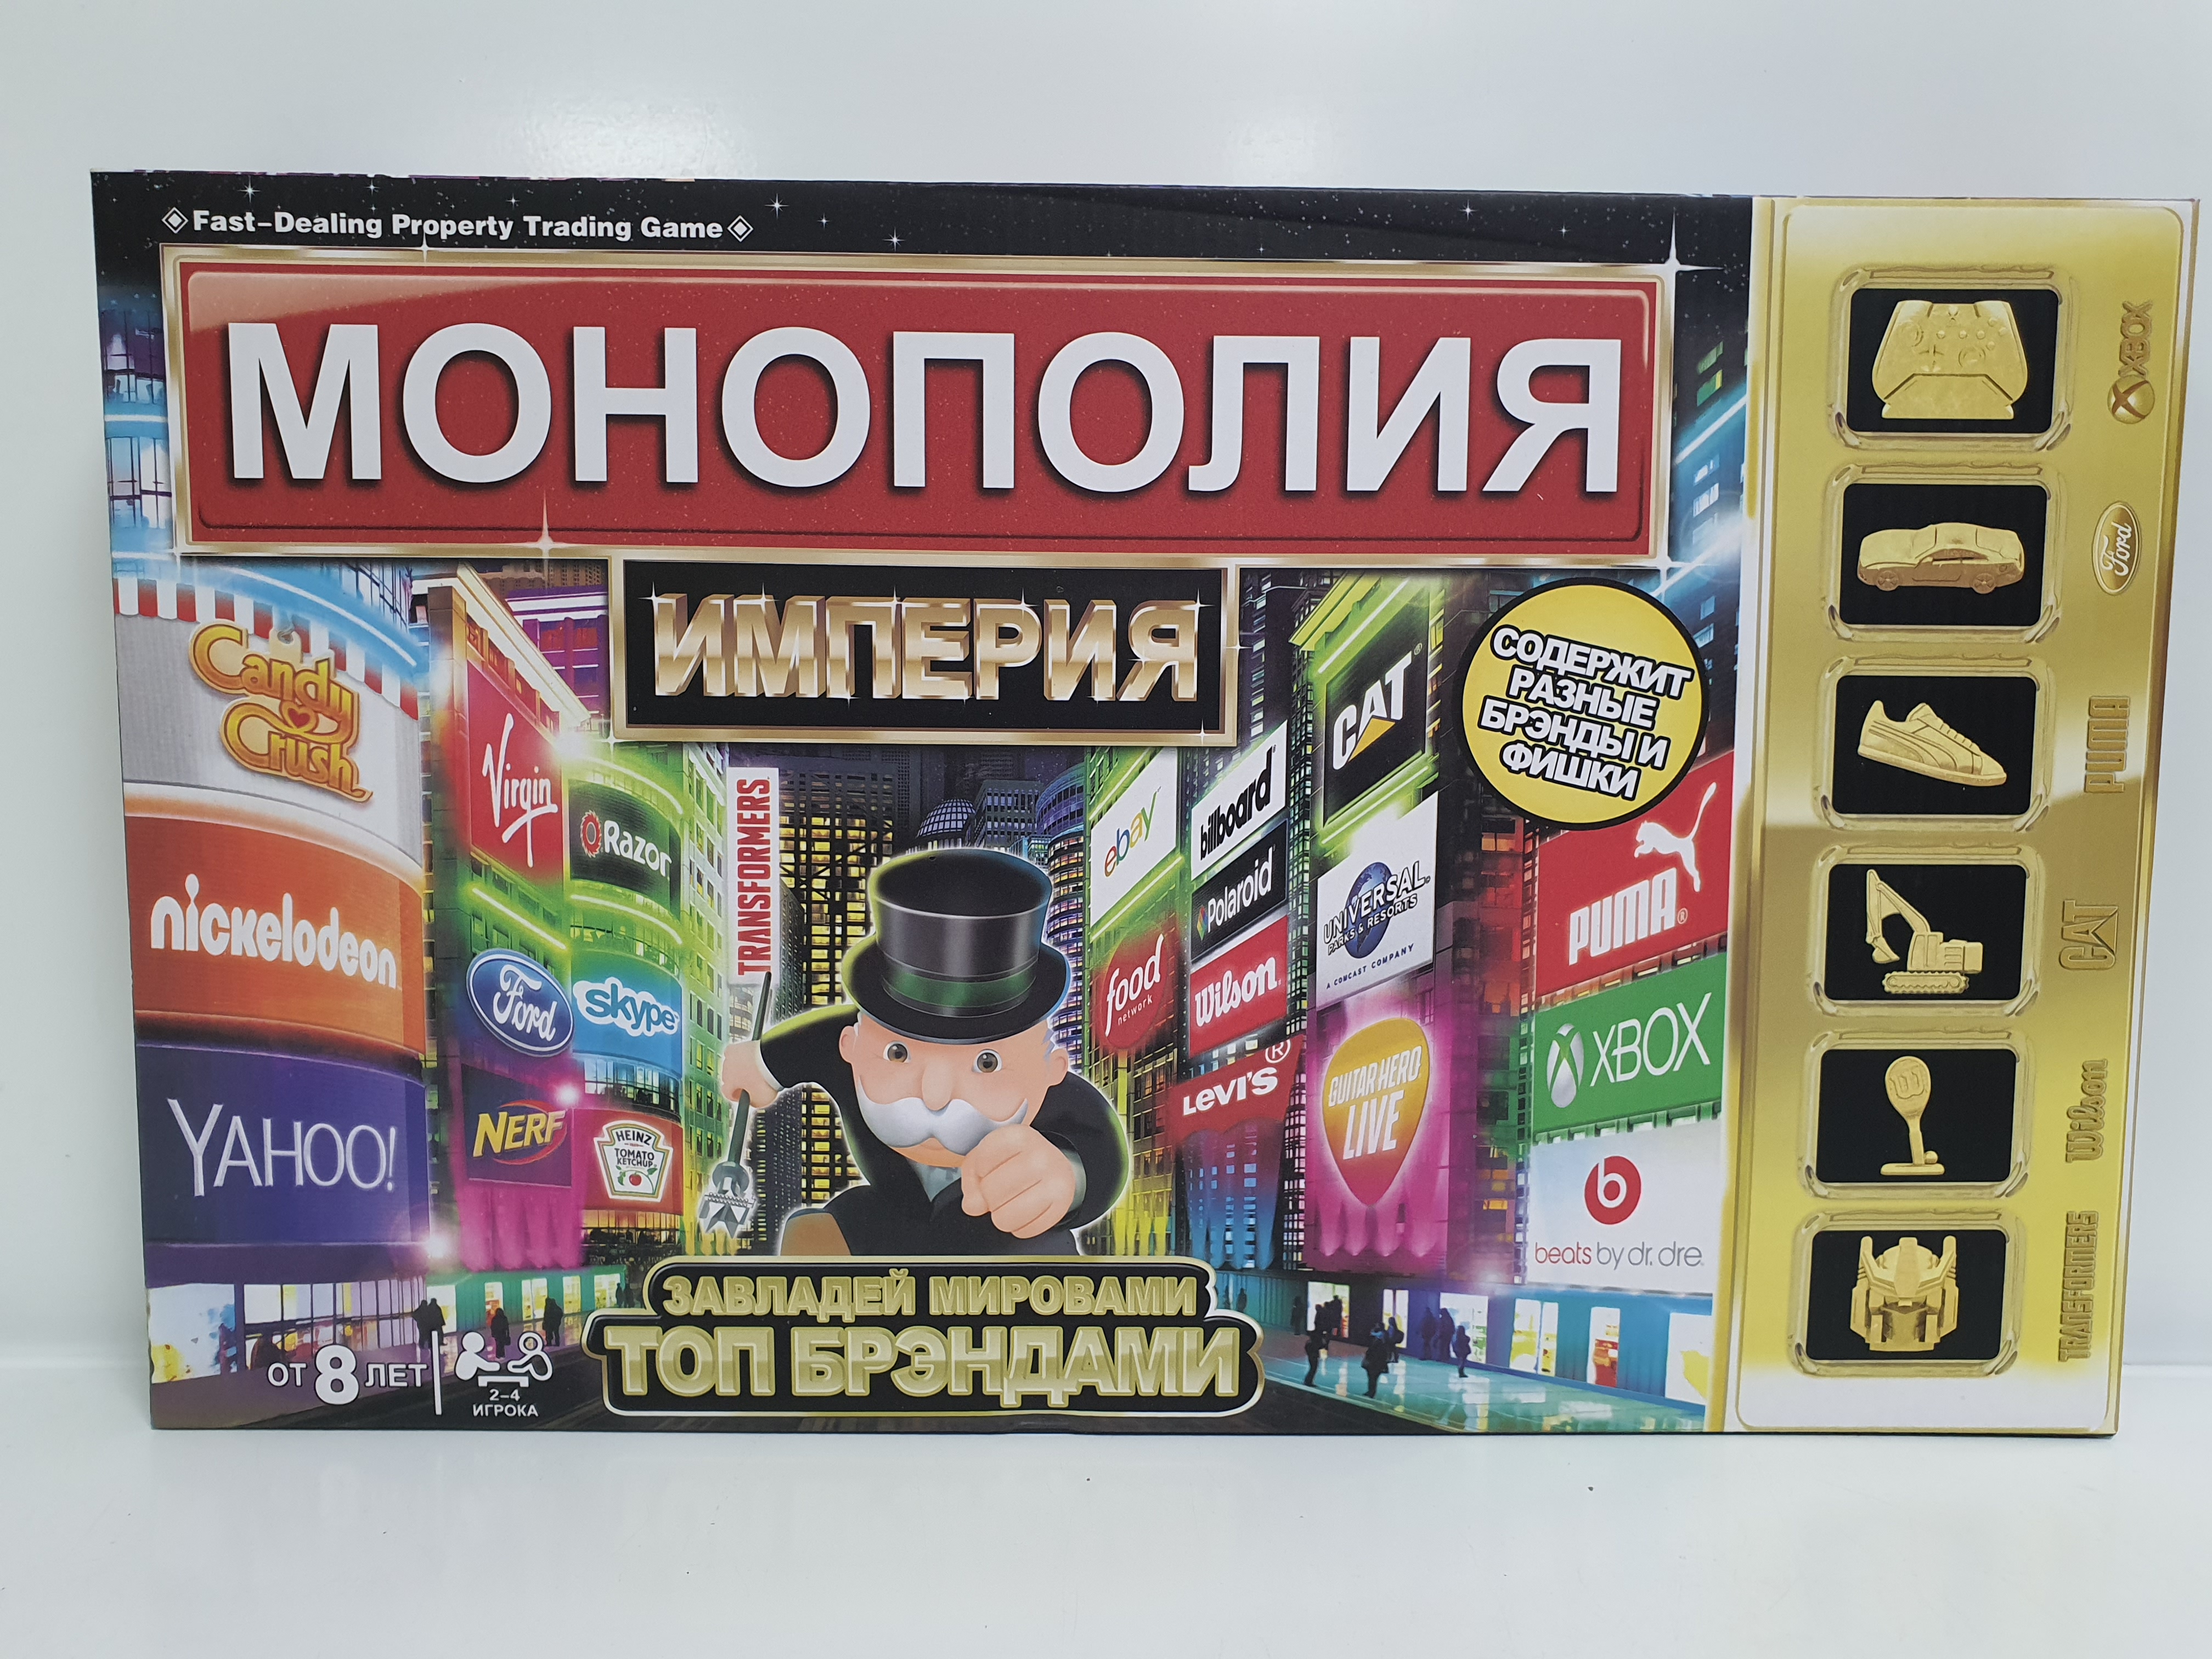 Fast-Dealing Property Trading Game
МОНОПОЛИЯ
ИМПЕРИЯ
СОДЕРЖИТ
РАЗНЫЕ
БРЭНДЫ И
ФИШКИ
Candy
Crush
nickelodeon
YAHOO!
Virgin
Razor
Ford
skype
NERF
HEINZ
TOMATO
KETCHUP
TRANSFORMERS
ebay
billboard
Polaroid
food
network
Wilson
LEVI'S®
CAT®
UNIVERSAL
PARKS & RESORTS
A COMCAST COMPANY
GUITAR HERO
LIVE
PUMA®
XBOX
b
beats by dr. dre
ЗАВЛАДЕЙ МИРОВАМИ
ТОП БРЭНДАМИ
ОТ 8 ЛЕТ
2-4
ИГРОКА
XBOX
Ford
PUMA
CAT
Wilson
TRANSFORMERS